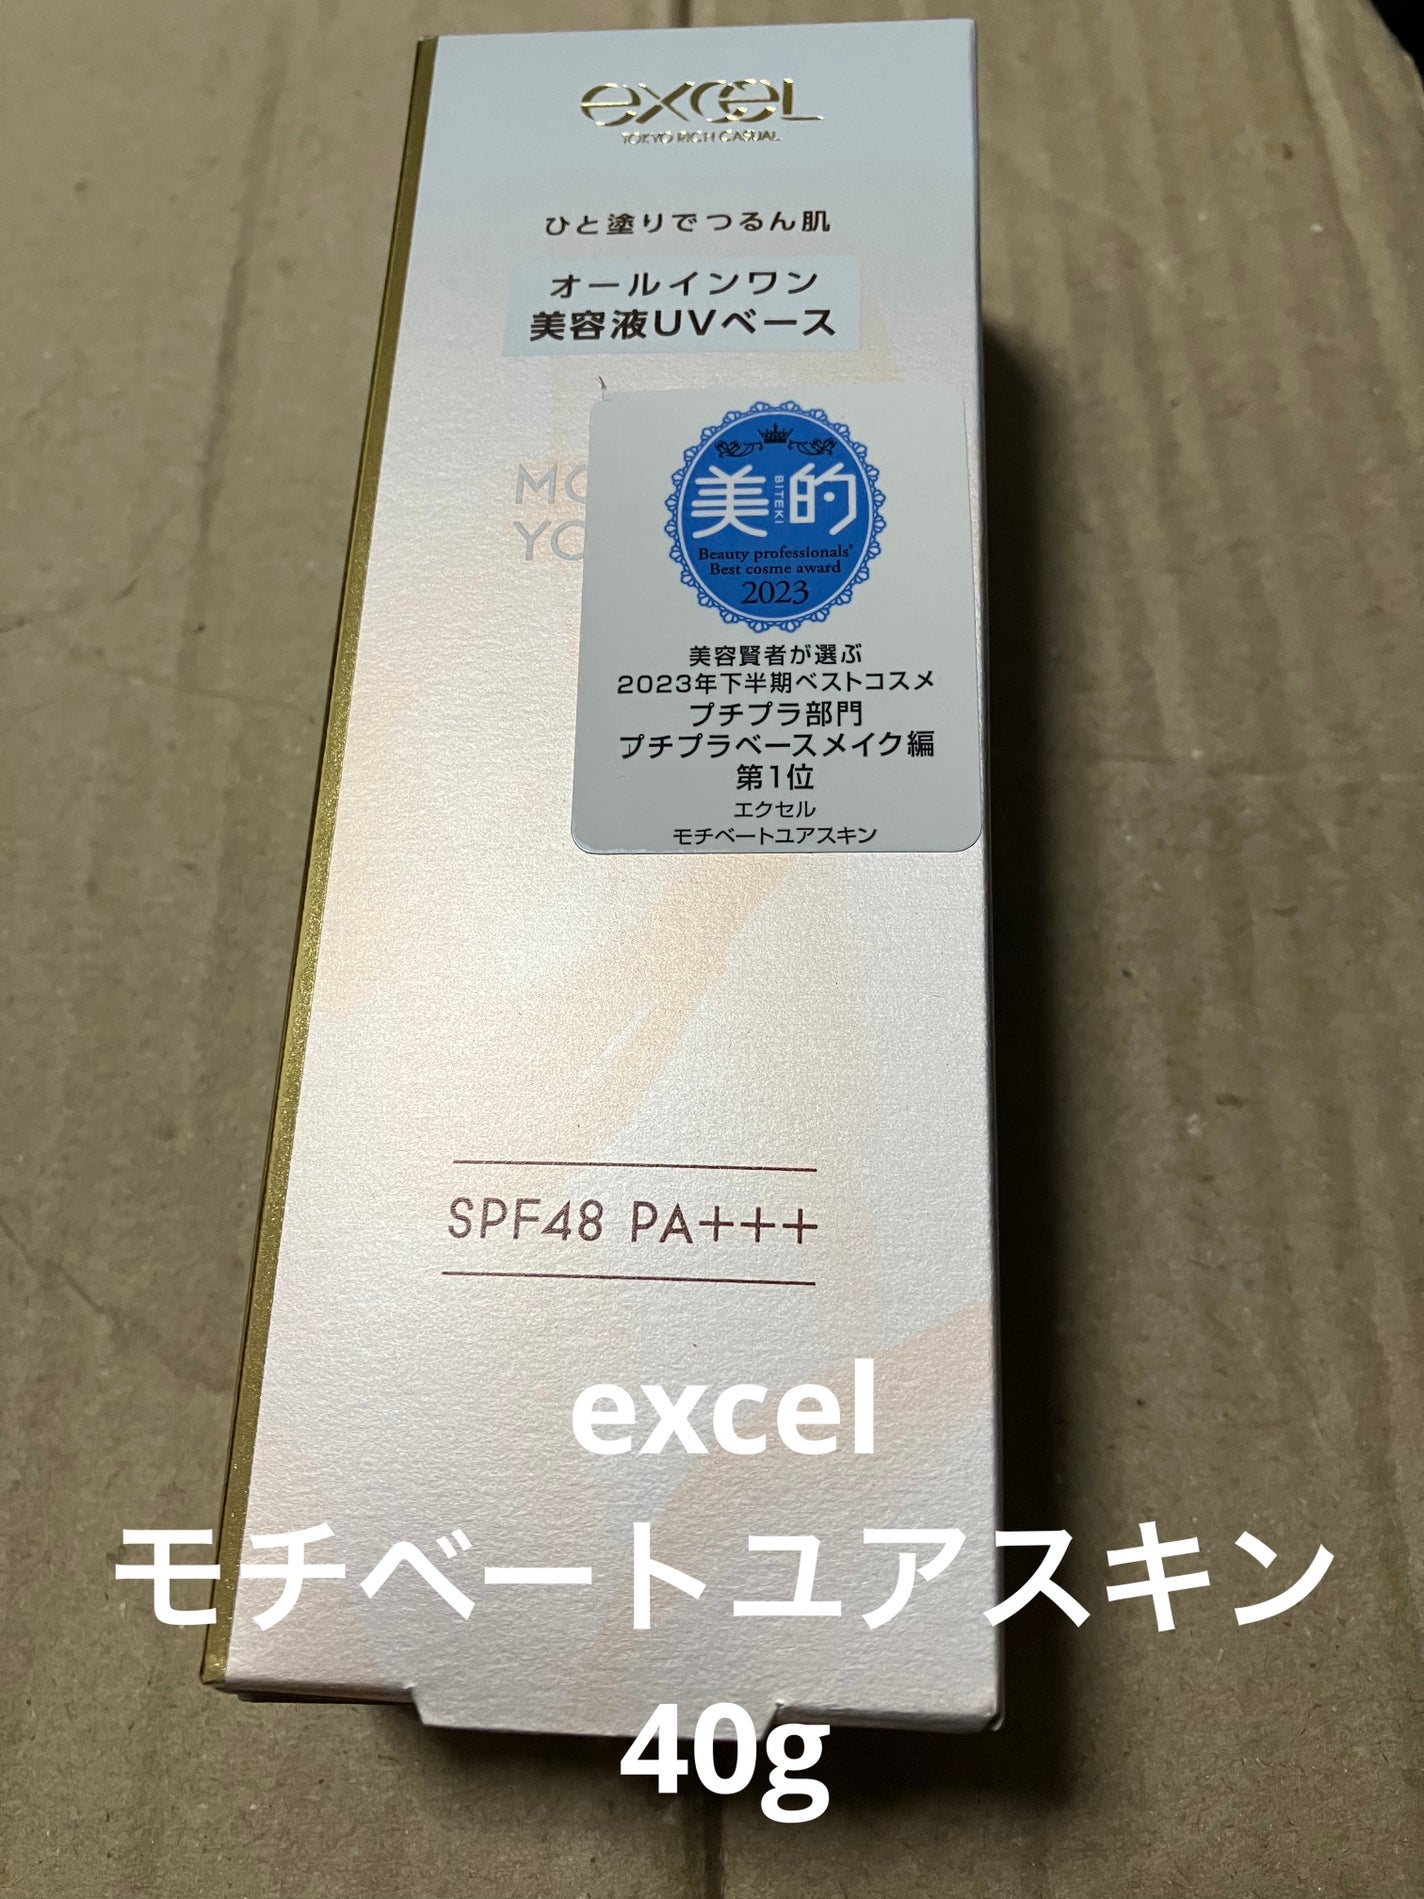 excel
TOKYO RICH CASUAL
ひと塗りでつるん肌
オールインワン
美容液UVベース
MO
YO
美的
BITEKI
Beauty professionals'
Best cosme award
2023
美容賢者が選ぶ
2023年下半期ベストコスメ
プチプラ部門
プチプラベースメイク編
第1位
エクセル
モチベートユアスキン
SPF48 PA+++
excel
モチベート ユアスキン
40g